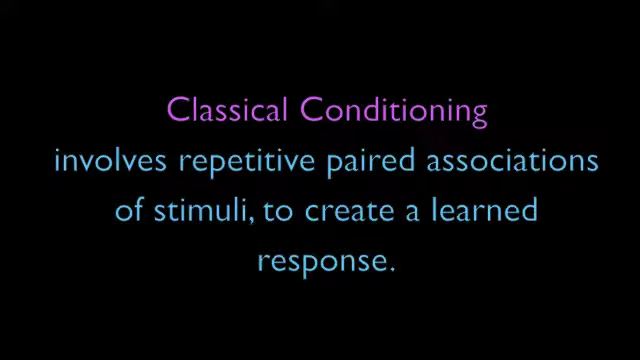 Classical Conditioning
involves repetitive paired associations
of stimuli, to create a learned
response.